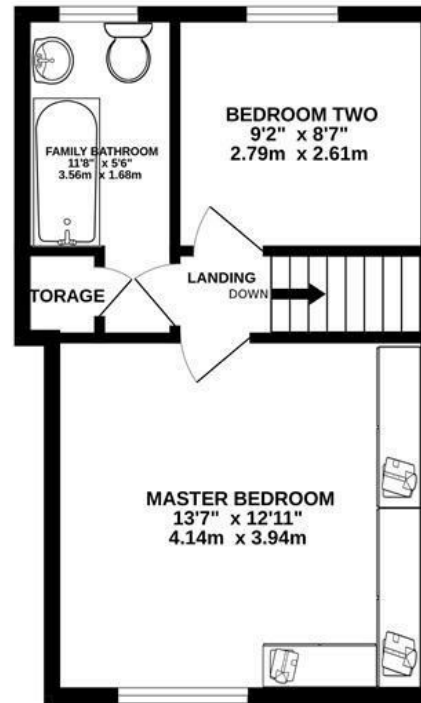 BEDROOM TWO
9'2" x 8'7"
2.79m x 2.61m
FAMILY BATHROOM
11'8" x 5'6"
3.56m x 1.68m
LANDING
DOWN
TORAGE
MASTER BEDROOM
13'7" x 12'11"
4.14m x 3.94m